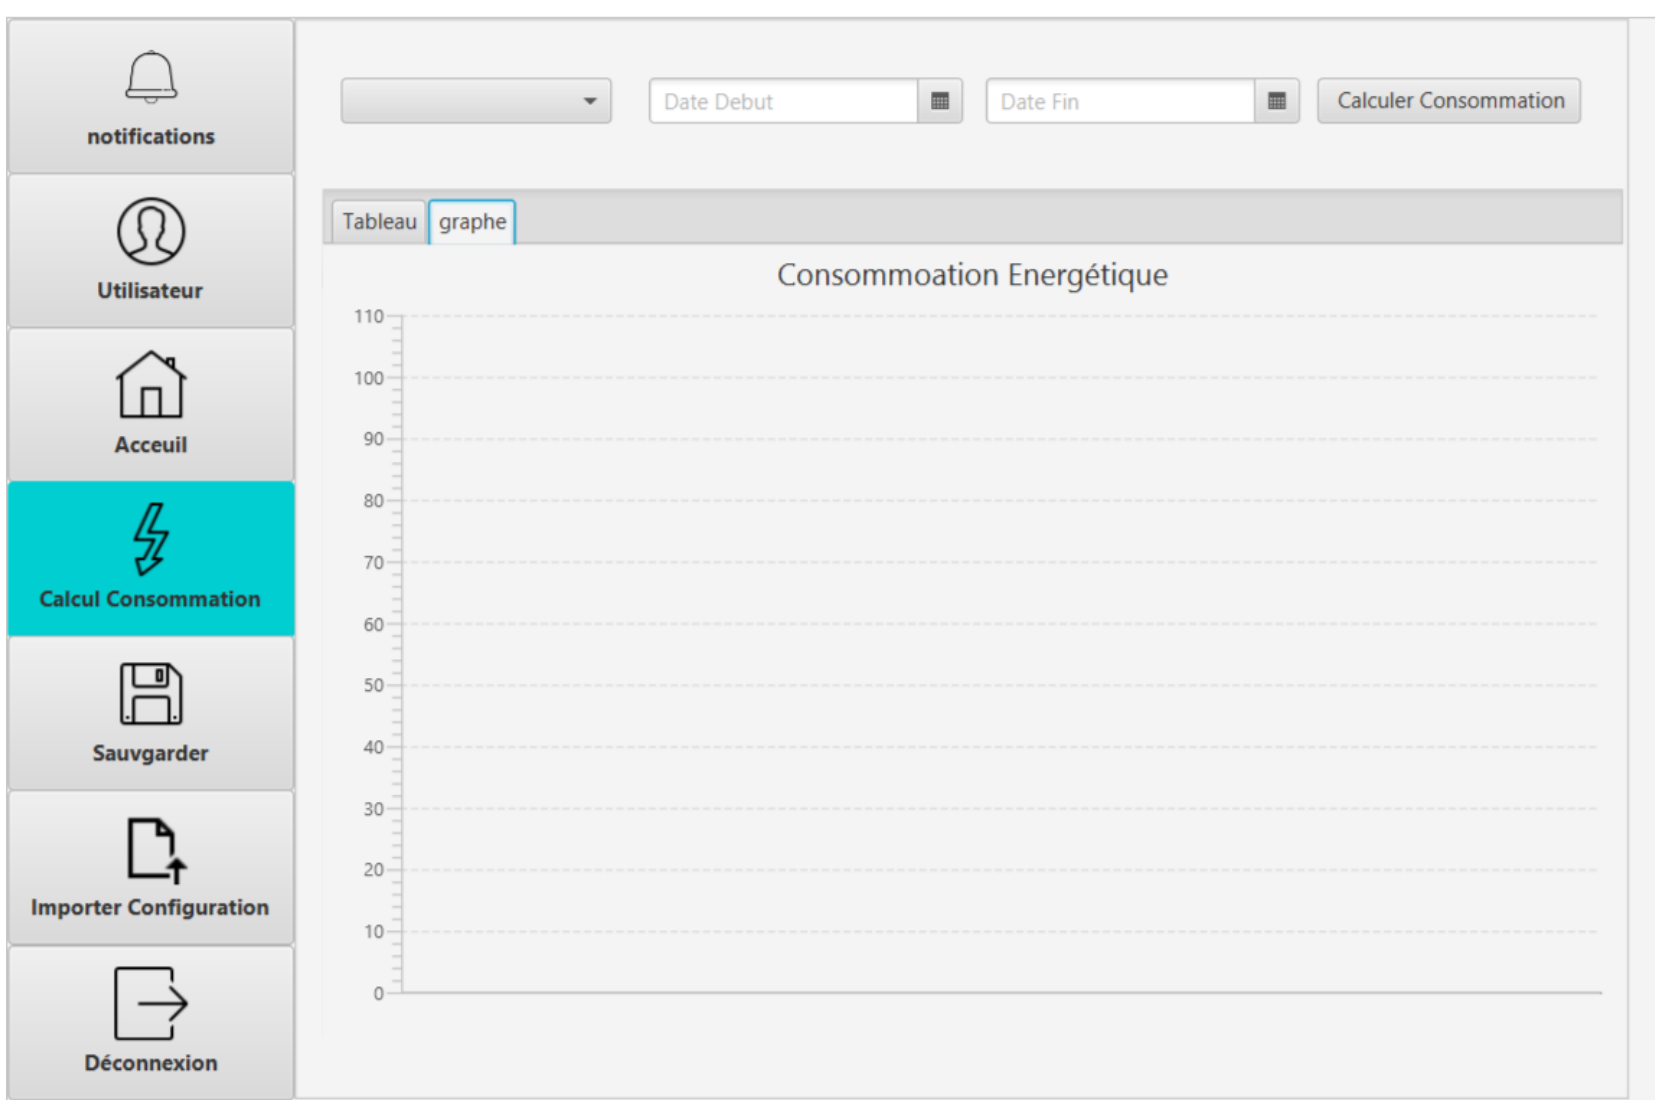 notifications
Utilisateur
Acceuil
Calcul Consommation
Sauvgarder
Importer Configuration
Déconnexion
Date Debut
Date Fin
Calculer Consommation
Tableau
graphe
Consommoation Energétique
110
100
90
80
70
60
50
40
30
20
10
0